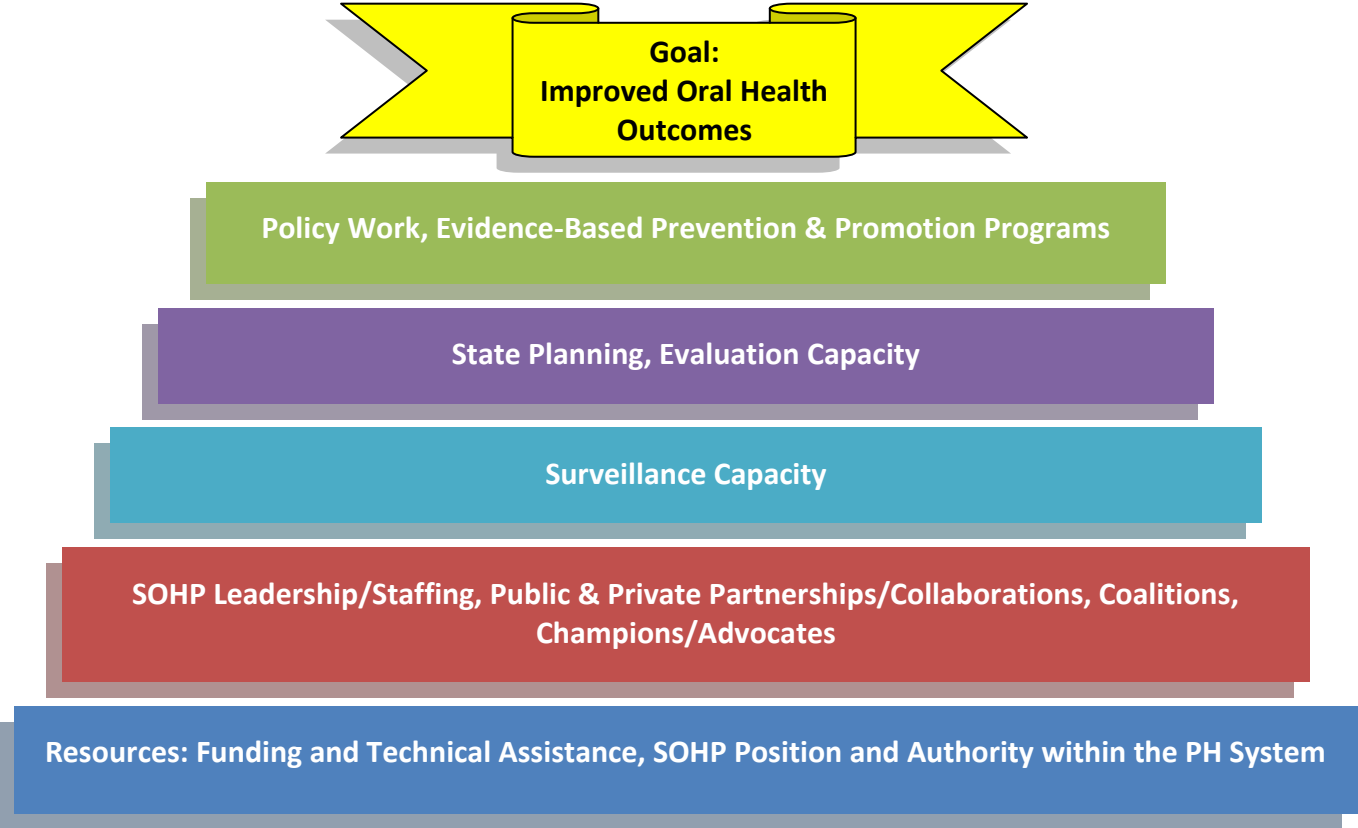 Goal:
Improved Oral Health
Outcomes
Policy Work, Evidence-Based Prevention & Promotion Programs
State Planning, Evaluation Capacity
Surveillance Capacity
SOHP Leadership/Staffing, Public & Private Partnerships/Collaborations, Coalitions,
Champions/Advocates
Resources: Funding and Technical Assistance, SOHP Position and Authority within the PH System